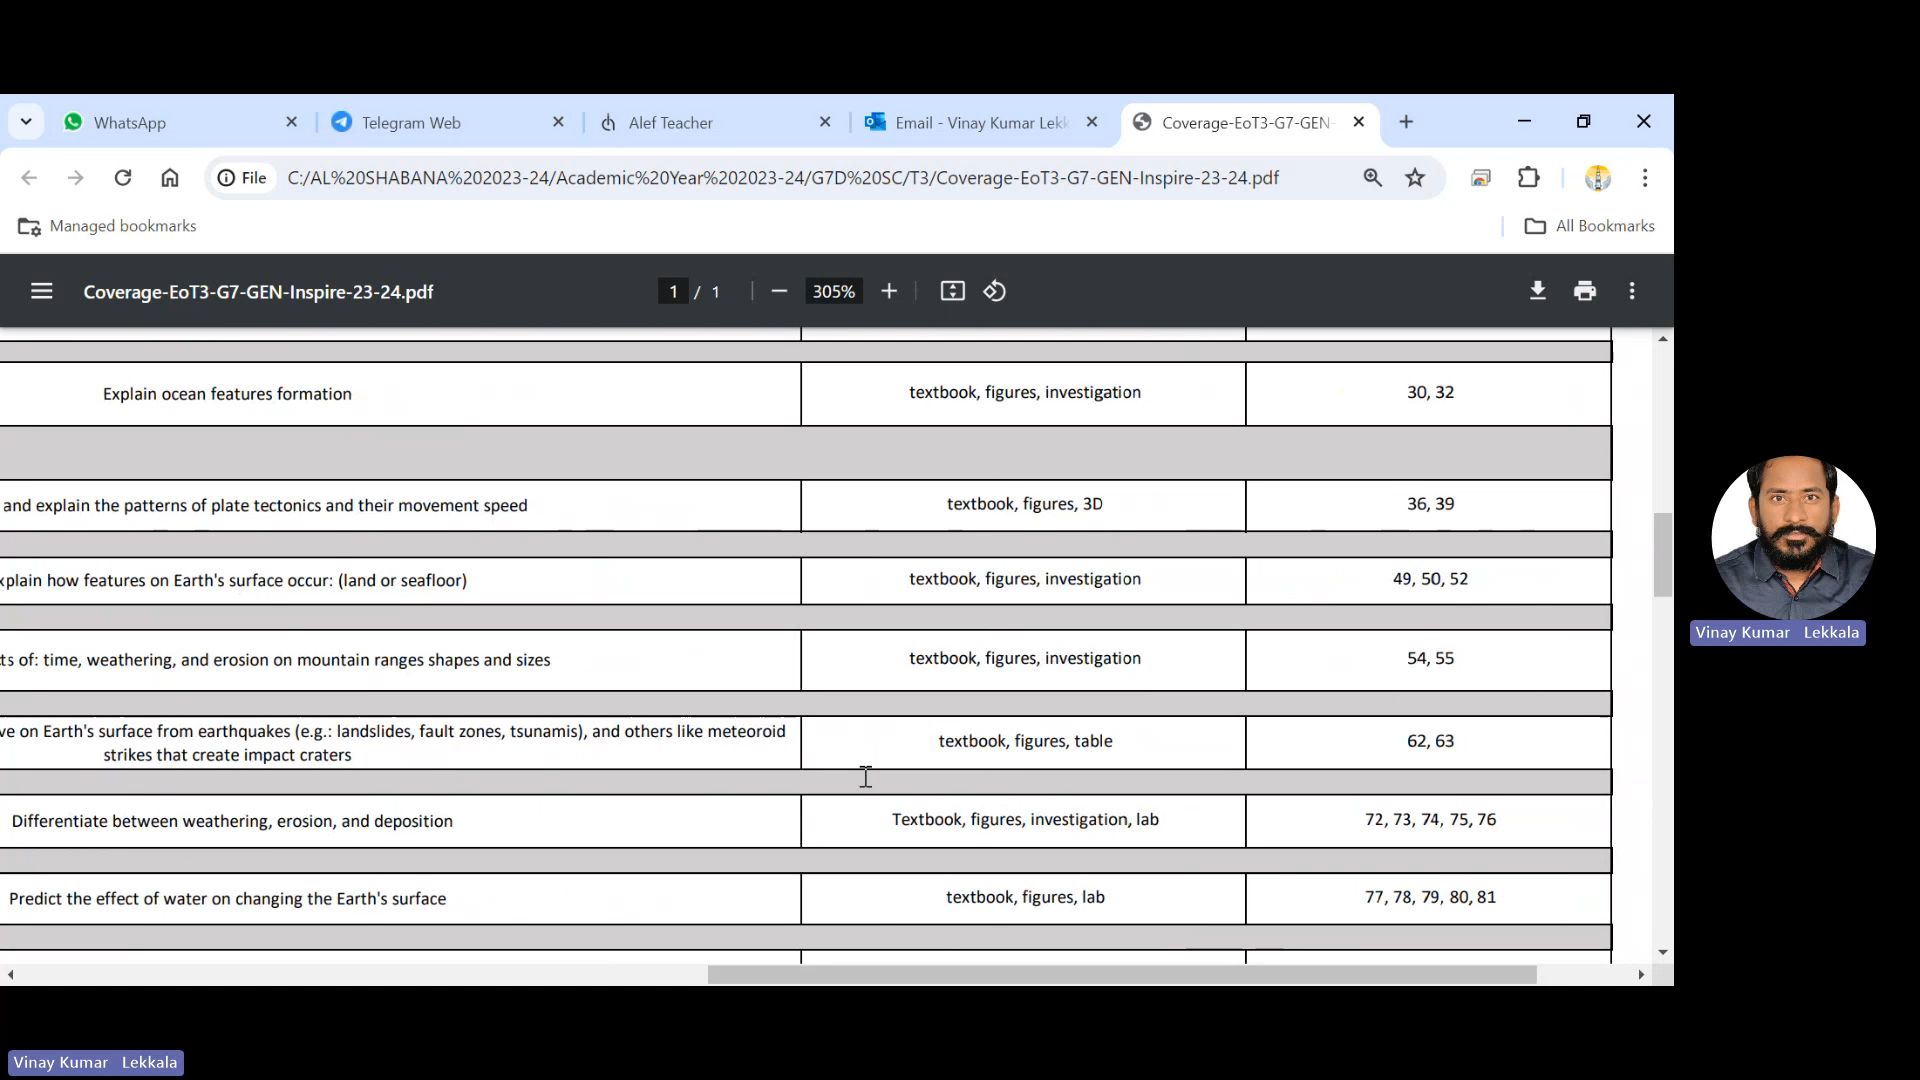 WhatsApp
Telegram Web
Alef Teacher
Email - Vinay Kumar Lekk
Coverage-EoT3-G7-GEN-
File
C:/AL%20SHABANA%202023-24/Academic%20Year%202023-24/G7D%20SC/T3/Coverage-EoT3-G7-GEN-Inspire-23-24.pdf
Managed bookmarks
All Bookmarks
Coverage-EoT3-G7-GEN-Inspire-23-24.pdf
1 / 1
305%
Explain ocean features formation
textbook, figures, investigation
30, 32
and explain the patterns of plate tectonics and their movement speed
textbook, figures, 3D
36, 39
xplain how features on Earth's surface occur: (land or seafloor)
textbook, figures, investigation
49, 50, 52
ts of: time, weathering, and erosion on mountain ranges shapes and sizes
textbook, figures, investigation
54, 55
ve on Earth's surface from earthquakes (e.g.: landslides, fault zones, tsunamis), and others like meteoroid
strikes that create impact craters
textbook, figures, table
62, 63
Differentiate between weathering, erosion, and deposition
Textbook, figures, investigation, lab
72, 73, 74, 75, 76
Predict the effect of water on changing the Earth's surface
textbook, figures, lab
77, 78, 79, 80, 81
Vinay Kumar Lekkala
Vinay Kumar Lekkala